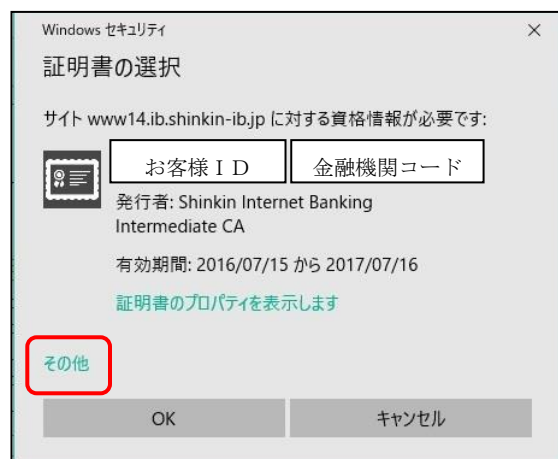 Windows セキュリティ
証明書の選択
サイト www14.ib.shinkin-ib.jp に対する資格情報が必要です:
お客様ＩＤ 金融機関コード
発行者: Shinkin Internet Banking
Intermediate CA
有効期間: 2016/07/15 から 2017/07/16
証明書のプロパティを表示します
その他
OK キャンセル